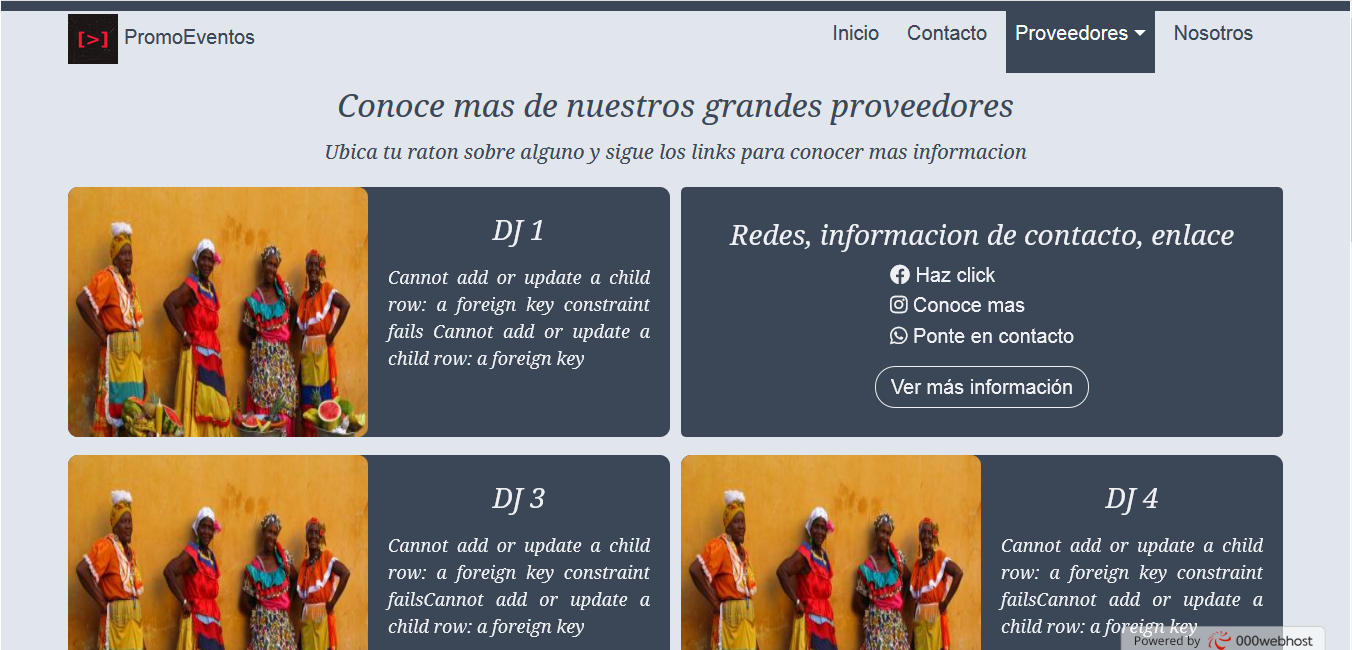 [>] PromoEventos
Inicio Contacto Proveedores Nosotros
Conoce mas de nuestros grandes proveedores
Ubica tu raton sobre alguno y sigue los links para conocer mas informacion
DJ 1
Cannot add or update a child
row: a foreign key constraint
fails Cannot add or update a
child row: a foreign key
Redes, informacion de contacto, enlace
Haz click
Conoce mas
Ponte en contacto
Ver más información
DJ 3
Cannot add or update a child
row: a foreign key constraint
failsCannot add or update a
child row: a foreign key
DJ 4
Cannot add or update a child
row: a foreign key constraint
failsCannot add or update a
child row: a foreign key
Powered by 000webhost